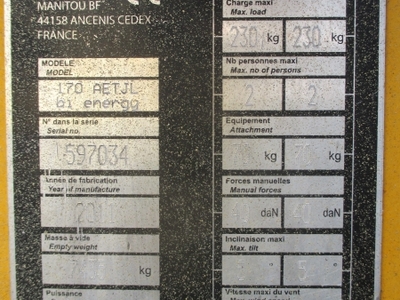 MANITOU BF
44158 ANCENIS CEDEX
FRANCE
MODELE
MODEL
170 AETJL
bi energy
N° dans la série
Serial no.
597034
Année de fabrication
Year of manufacture
Masse à vide
Empty weight
kg
Puissance
Charge maxi
Max. load
230 kg 230 kg
Nb personnes maxi
Max. no of persons
2 2
Equipement
Attachment
kg kg
Forces manuelles
Manual forces
daN daN
Inclinaison maxi
Max. tilt
Vitesse maxi du vent